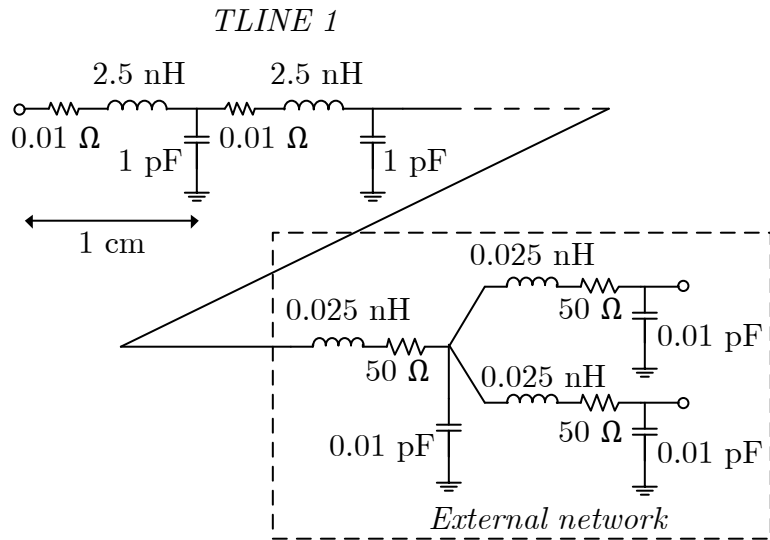 TLINE 1
2.5 nH 2.5 nH
0.01 Ω 0.01 Ω
1 pF 1 pF
1 cm
0.025 nH
0.025 nH
50 Ω
0.01 pF
50 Ω
0.025 nH
50 Ω
0.01 pF
0.01 pF
External network